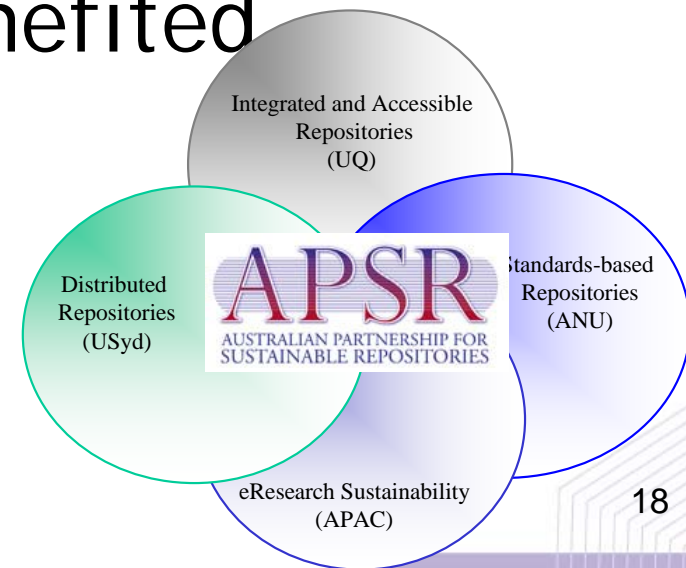 nefited
Integrated and Accessible
Repositories
(UQ)
Distributed
Repositories
(USyd)
APSR
AUSTRALIAN PARTNERSHIP FOR
SUSTAINABLE REPOSITORIES
Standards-based
Repositories
(ANU)
eResearch Sustainability
(APAC)
18